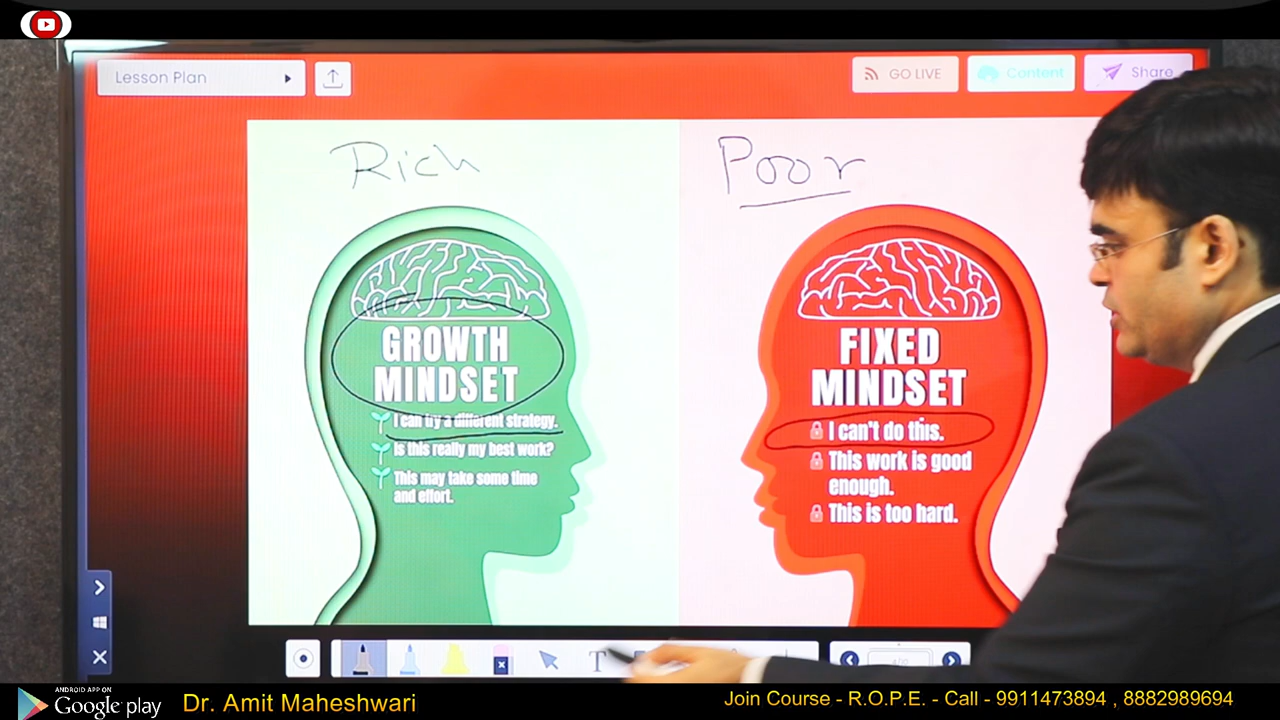 Lesson Plan
GO LIVE
Content
Share
Rich
Poor
GROWTH
MINDSET
I can try a different strategy.
Is this really my best work?
This may take some time
and effort.
FIXED
MINDSET
I can't do this.
This work is good
enough.
This is too hard.
T
ANDROID APP ON
Google play
Dr. Amit Maheshwari
Join Course - R.O.P.E. - Call - 9911473894 , 8882989694